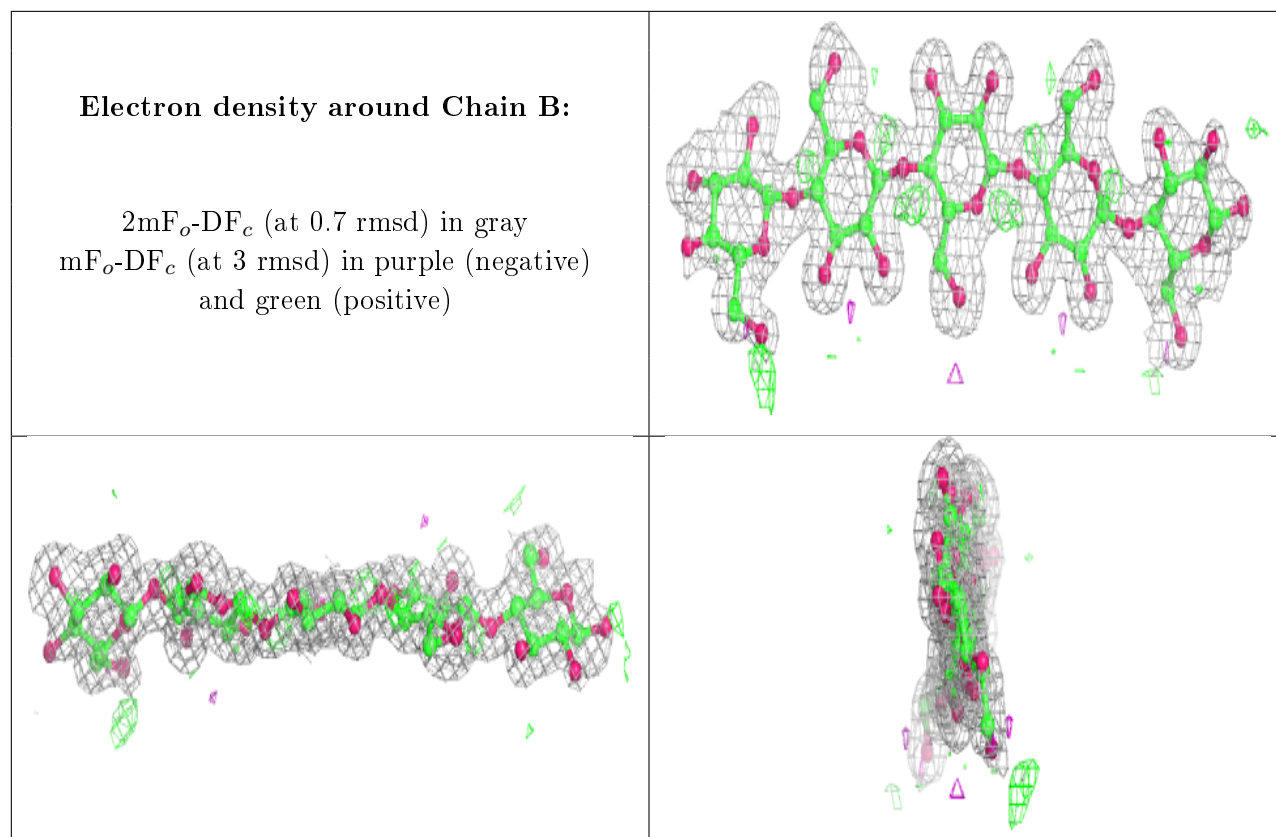 Electron density around Chain B:
2mFₒ-DF𝒸 (at 0.7 rmsd) in gray
mFₒ-DF𝒸 (at 3 rmsd) in purple (negative)
and green (positive)